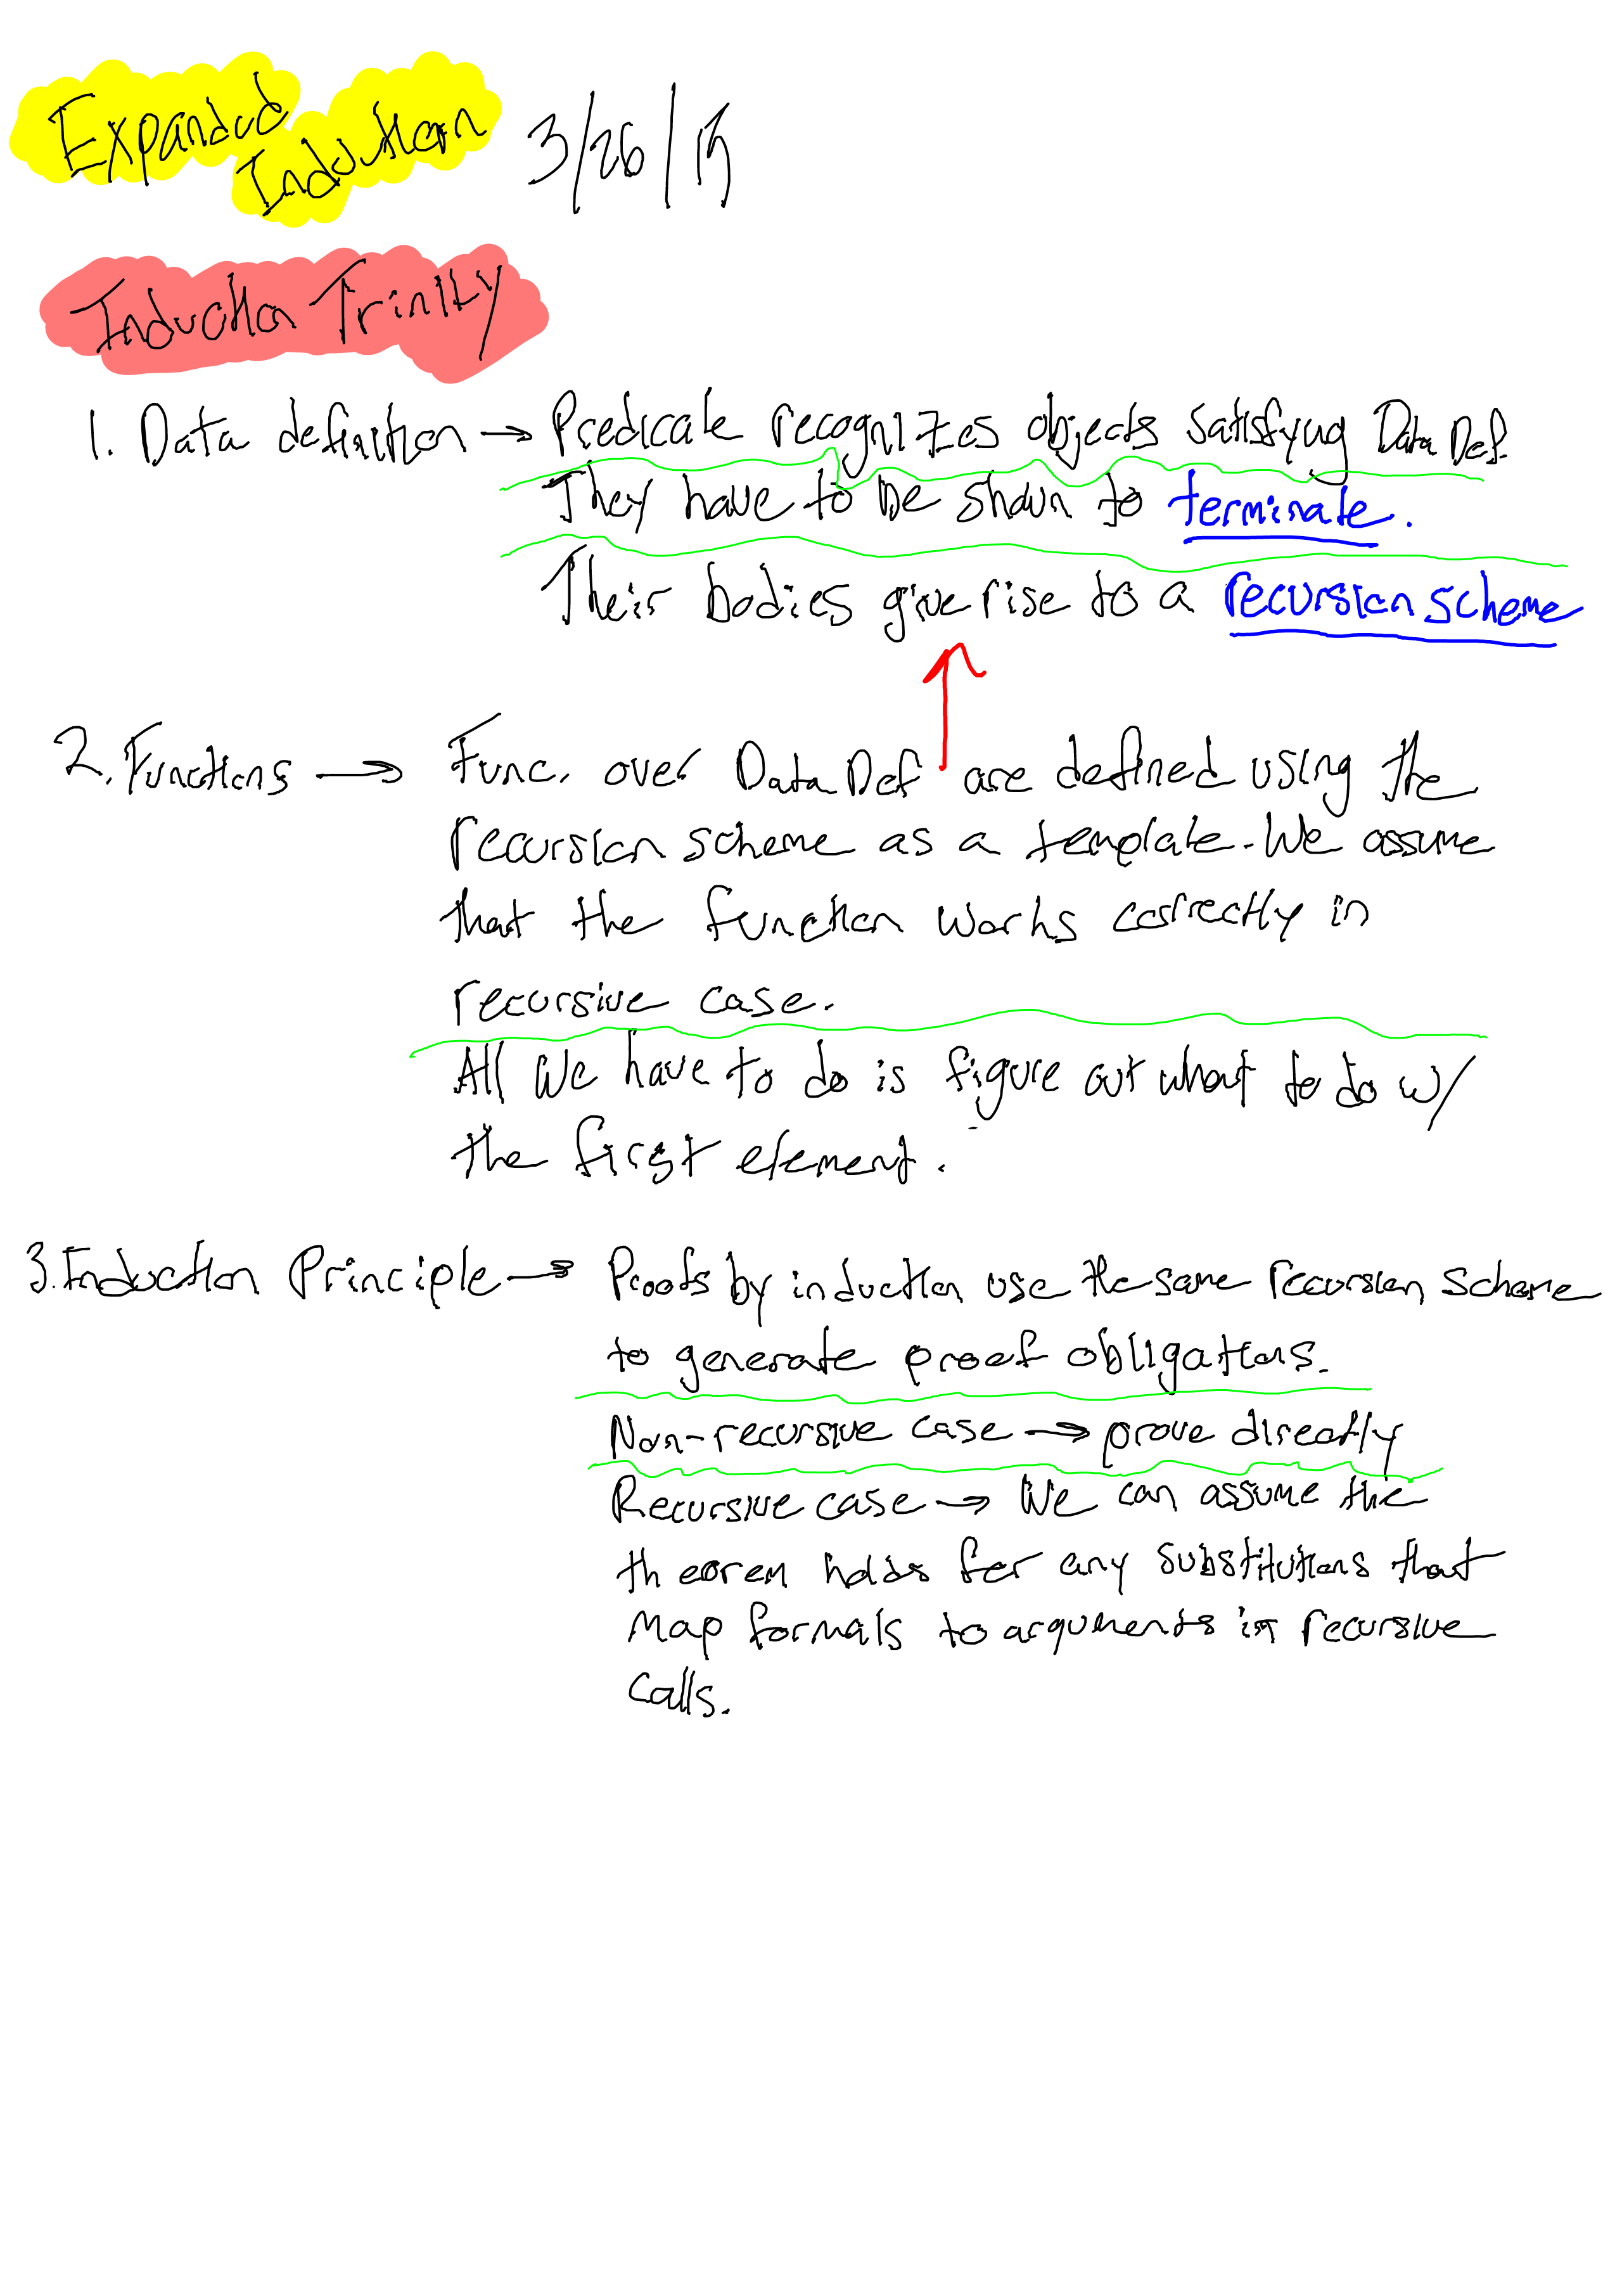 Expanded
Induction 3/26/15
Induction Trinity
1. Data definition → Predicate recognizes objects satisfying Data Def.
They have to be shown to terminate.
Their bodies give rise to a recursion scheme
2. Functions → Func. over Data Def are defined using the
recursion scheme as a template. We assume
that the function works correctly in
recursive case.
All we have to do is figure out what to do w/
the first element.
3. Induction Principle → Proofs by induction use the same recursion scheme
to generate proof obligations.
Non-recursive case → prove directly
Recursive case → We can assume the
theorem holds for any substitutions that
map formals to arguments in recursive
calls.